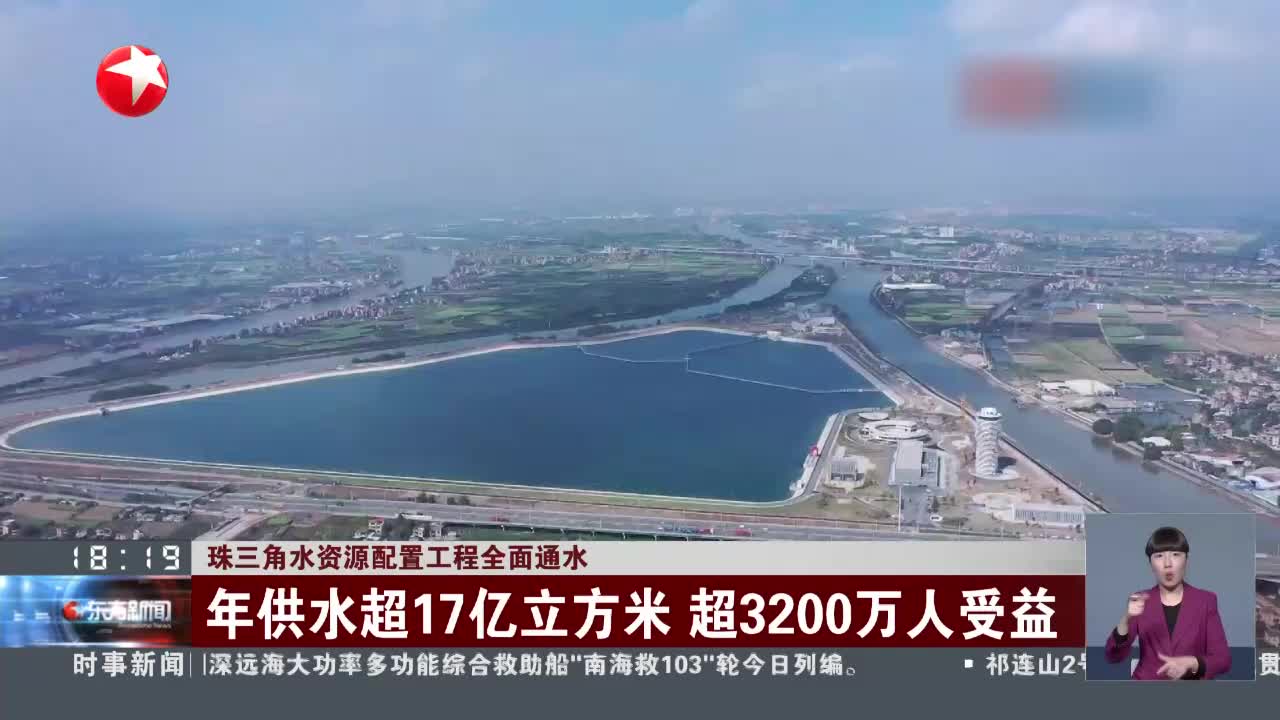 18:19
珠三角水资源配置工程全面通水
年供水超17亿立方米 超3200万人受益
东方新闻
时事新闻
深远海大功率多功能综合救助船"南海救103"轮今日列编。 ▪ 祁连山2号
贯